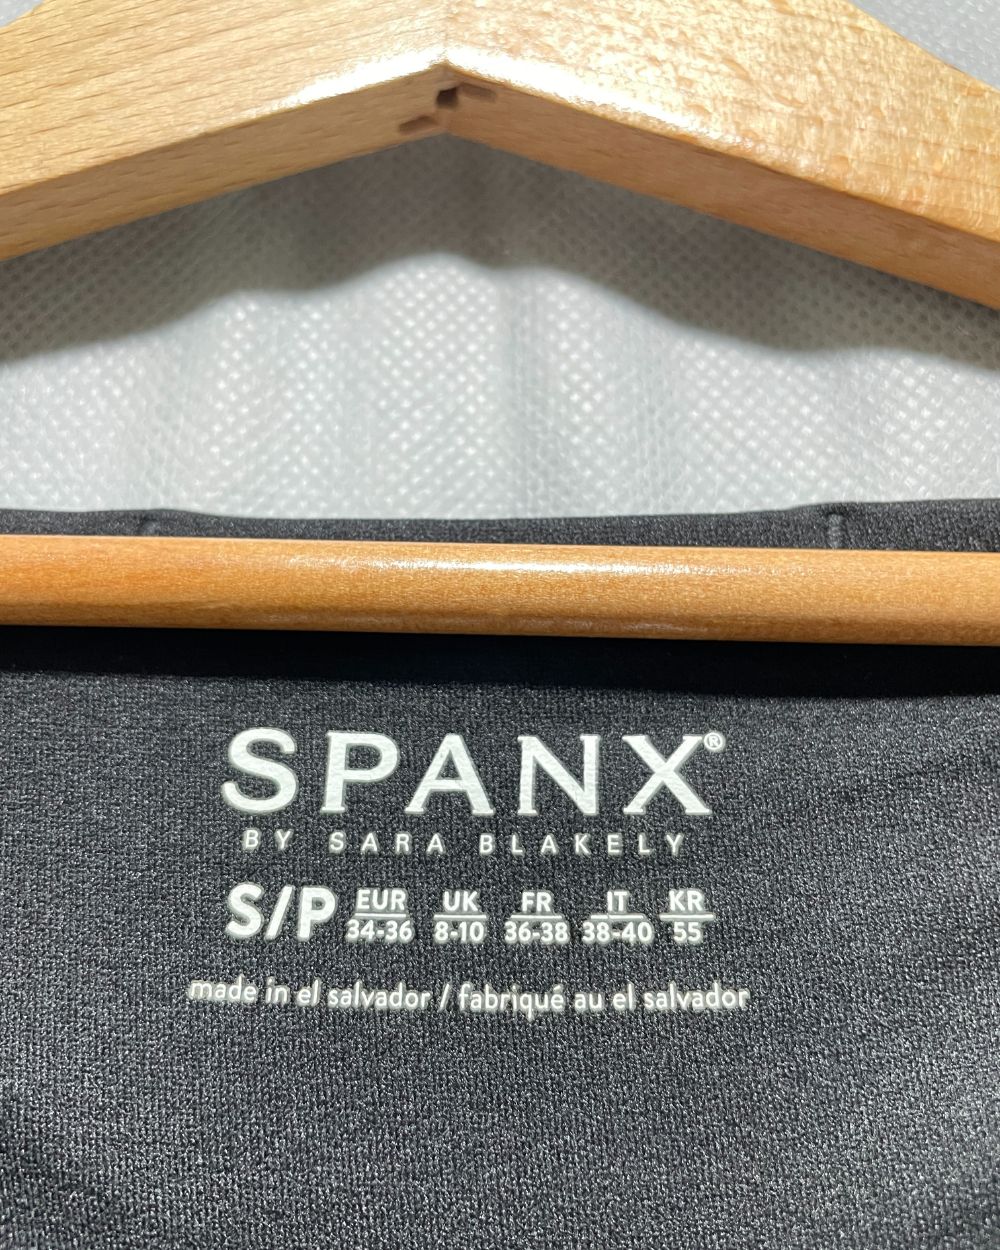 SPANX®
BY SARA BLAKELY
S/P EUR 34-36 UK 8-10 FR 36-38 IT 38-40 KR 55
made in el salvador / fabriqué au el salvador